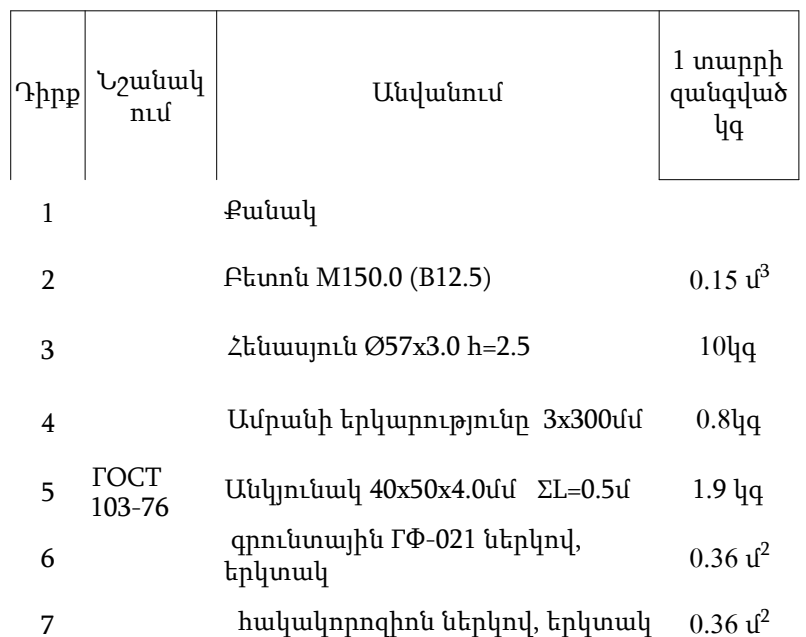 Դիրք Նշանակ
ում Անվանում 1 տարրի
զանգված
կգ
1 Քանակ
2 Բետոն M150.0 (B12.5) 0.15 մ³
3 Հենասյուն Ø57x3.0 h=2.5 10կգ
4 Ամրանի երկարությունը 3x300մմ 0.8կգ
5 ГОСТ
103-76 Անկյունակ 40x50x4.0մմ ΣL=0.5մ 1.9 կգ
6 գրունտային ГФ-021 ներկով,
երկտակ 0.36 մ²
7 հակակորոզիոն ներկով, երկտակ 0.36 մ²